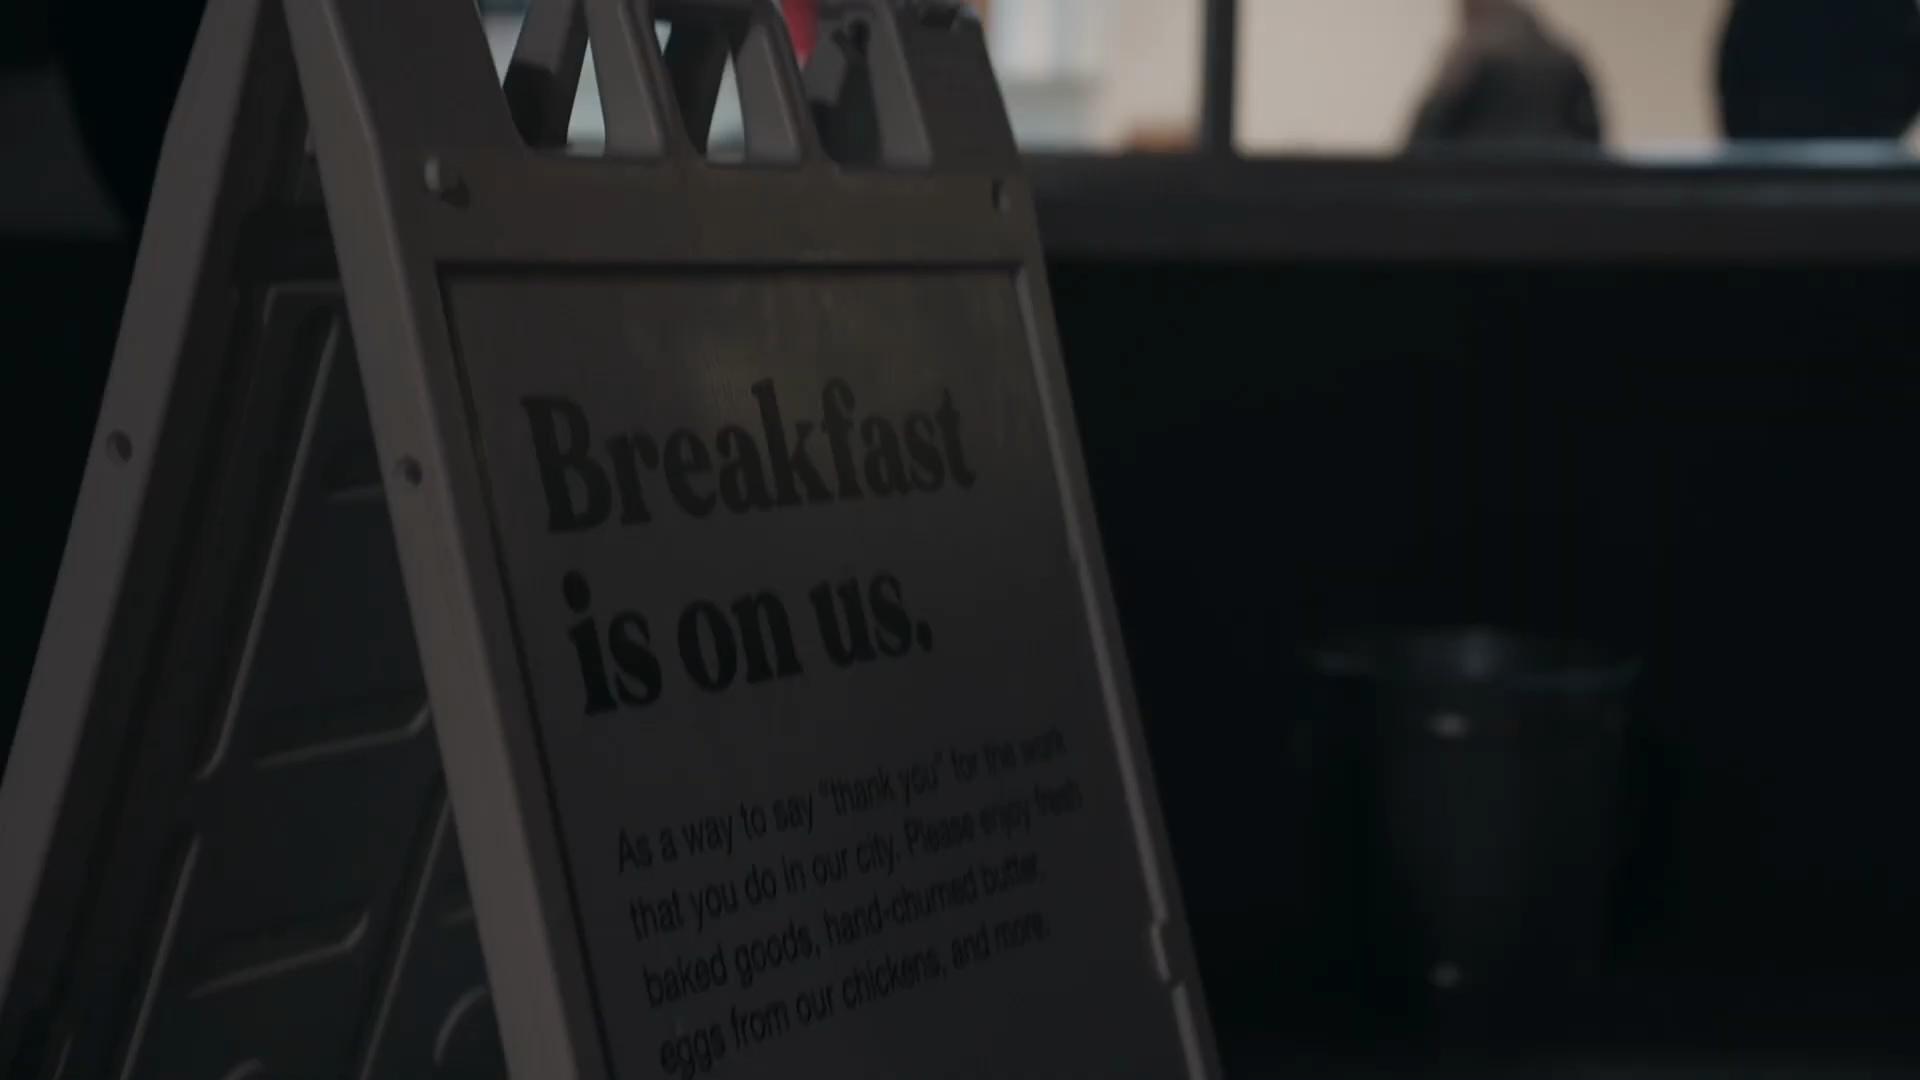 Breakfast
is on us.
As a way to say “thank you” for the work
that you do in our city. Please enjoy fresh
baked goods, hand-churned butter,
eggs from our chickens, and more.